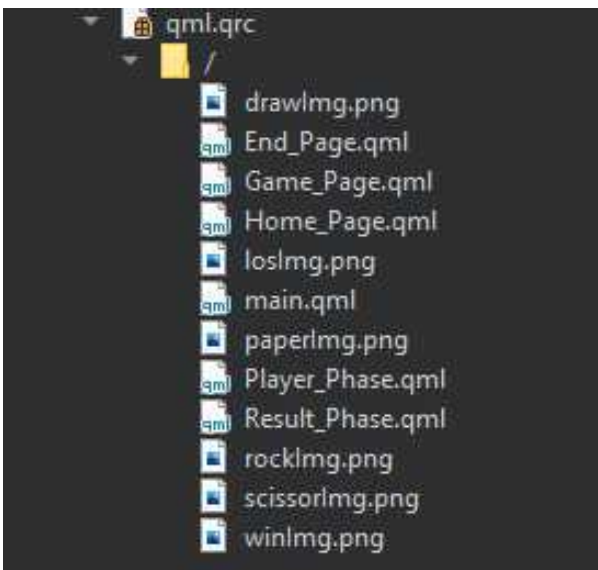 qml.qrc
/
drawImg.png
End_Page.qml
Game_Page.qml
Home_Page.qml
losImg.png
main.qml
paperImg.png
Player_Phase.qml
Result_Phase.qml
rockImg.png
scissorImg.png
winImg.png